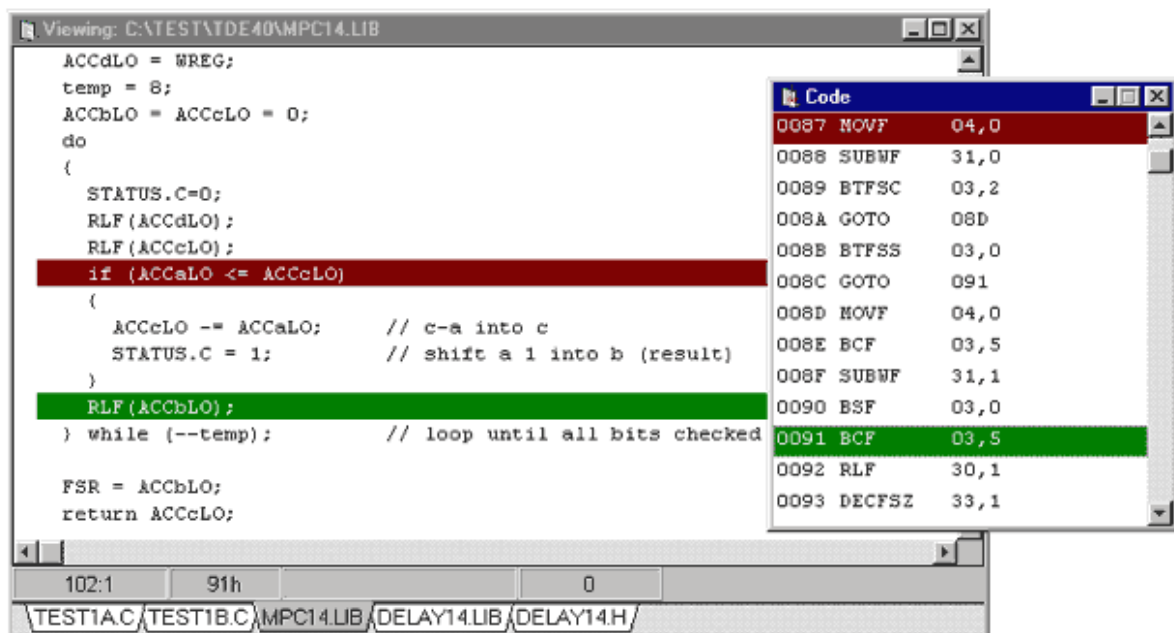 Viewing: C:\TEST\TDE40\MPC14.LIB
ACCdLO = WREG;
temp = 8;
ACCbLO = ACCcLO = 0;
do
{
STATUS.C=0;
RLF(ACCdLO);
RLF(ACCcLO);
if (ACCaLO <= ACCcLO)
{
ACCcLO -= ACCaLO; // c-a into c
STATUS.C = 1; // shift a 1 into b (result)
}
RLF(ACCbLO);
} while (--temp); // loop until all bits checked
FSR = ACCbLO;
return ACCcLO;
102:1 91h 0
TEST1A.C TEST1B.C MPC14.LIB DELAY14.LIB DELAY14.H
Code
0087 MOVF 04,0
0088 SUBWF 31,0
0089 BTFSC 03,2
008A GOTO 08D
008B BTFSS 03,0
008C GOTO 091
008D MOVF 04,0
008E BCF 03,5
008F SUBWF 31,1
0090 BSF 03,0
0091 BCF 03,5
0092 RLF 30,1
0093 DECFSZ 33,1